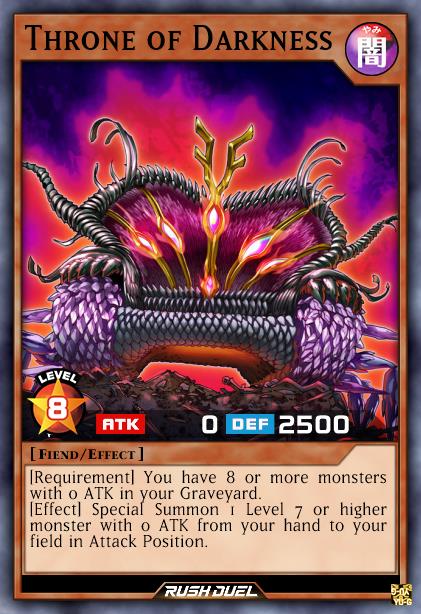 THRONE OF DARKNESS
やみ
闇
LEVEL
8
ATK 0 DEF 2500
[FIEND/EFFECT]
[Requirement] You have 8 or more monsters
with 0 ATK in your Graveyard.
[Effect] Special Summon 1 Level 7 or higher
monster with 0 ATK from your hand to your
field in Attack Position.
RUSH DUEL